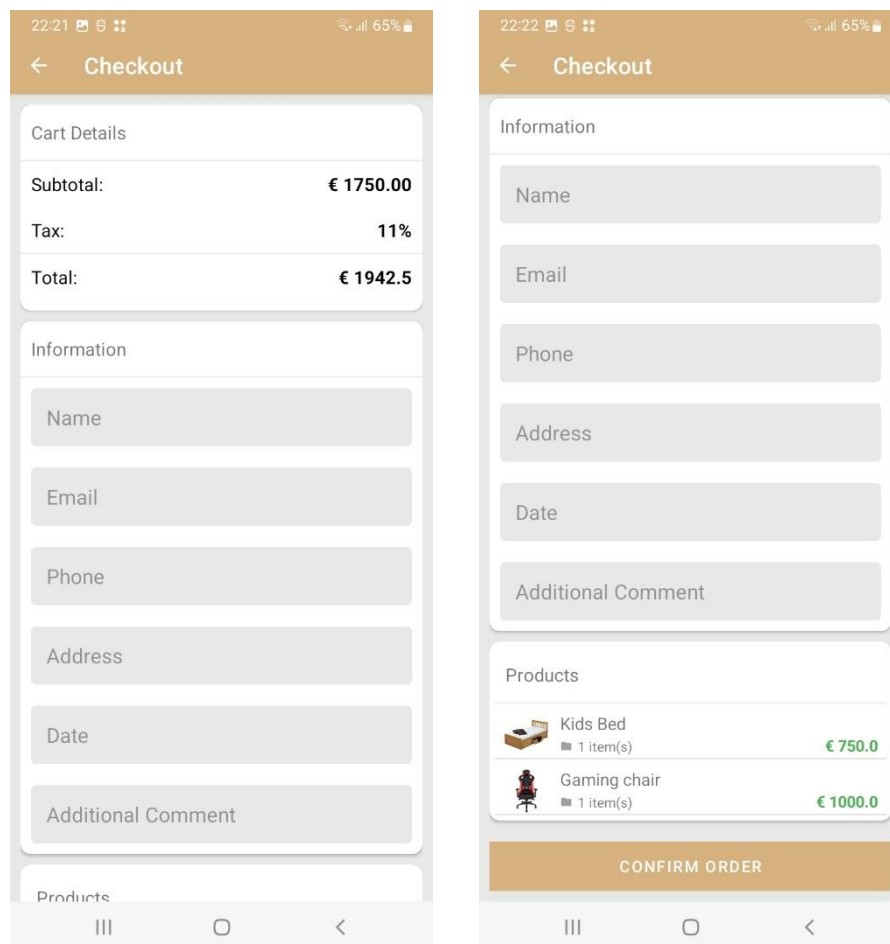 22:21
65%
Checkout
Cart Details
Subtotal: € 1750.00
Tax: 11%
Total: € 1942.5
Information
Name
Email
Phone
Address
Date
Additional Comment
Products
22:22
65%
Checkout
Information
Name
Email
Phone
Address
Date
Additional Comment
Products
Kids Bed
1 item(s) € 750.0
Gaming chair
1 item(s) € 1000.0
CONFIRM ORDER